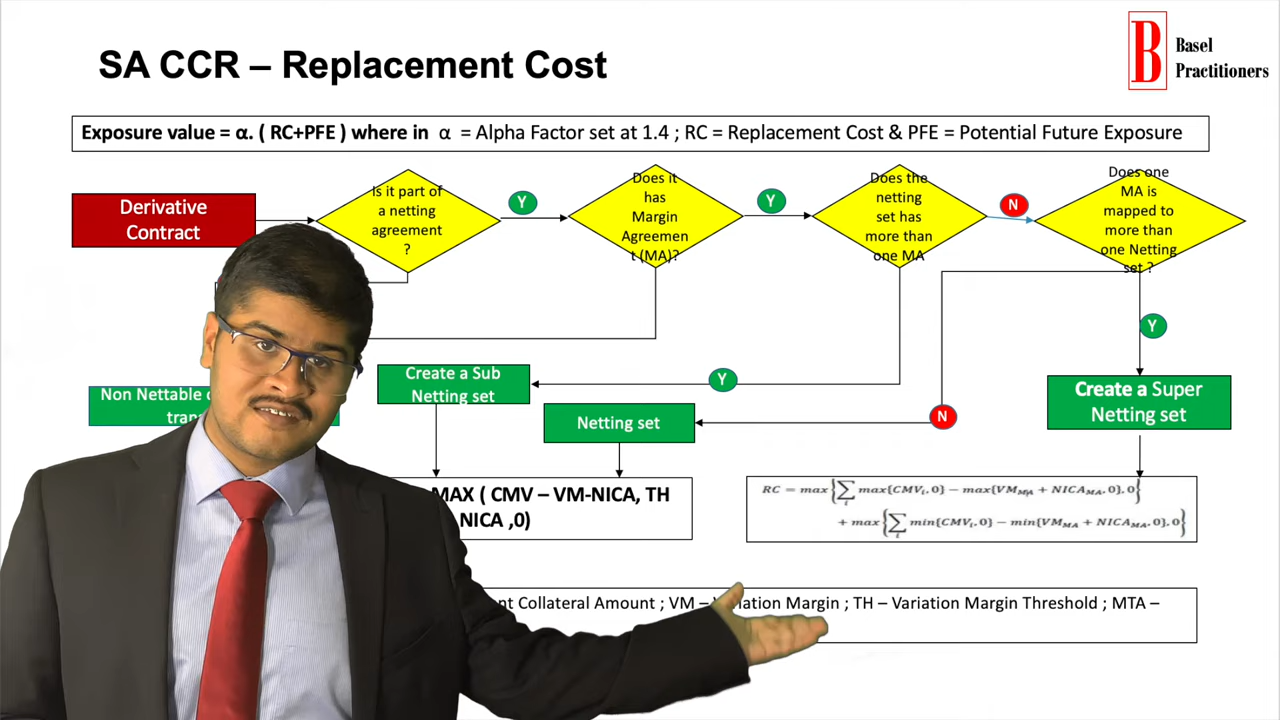 SA CCR – Replacement Cost
B
Basel
Practitioners
Exposure value = α. ( RC+PFE ) where in α = Alpha Factor set at 1.4 ; RC = Replacement Cost & PFE = Potential Future Exposure
Derivative
Contract
Is it part of
a netting
agreement
?
Y
Does it
has
Margin
Agreemen
t (MA)?
Y
Does the
netting
set has
more than
one MA
N
Does one
MA is
mapped to
more than
one Netting
set ?
Y
Non Nettable
Create a Sub
Netting set
Y
Netting set
N
Create a Super
Netting set
MAX ( CMV – VM-NICA, TH
NICA ,0)
RC = max{∑i max{CMVi, 0} − max{VMMA + NICAMA, 0}, 0}
+ max{∑i min{CMVi, 0} − min{VMMA + NICAMA, 0}, 0}
Collateral Amount ; VM – Variation Margin ; TH – Variation Margin Threshold ; MTA –